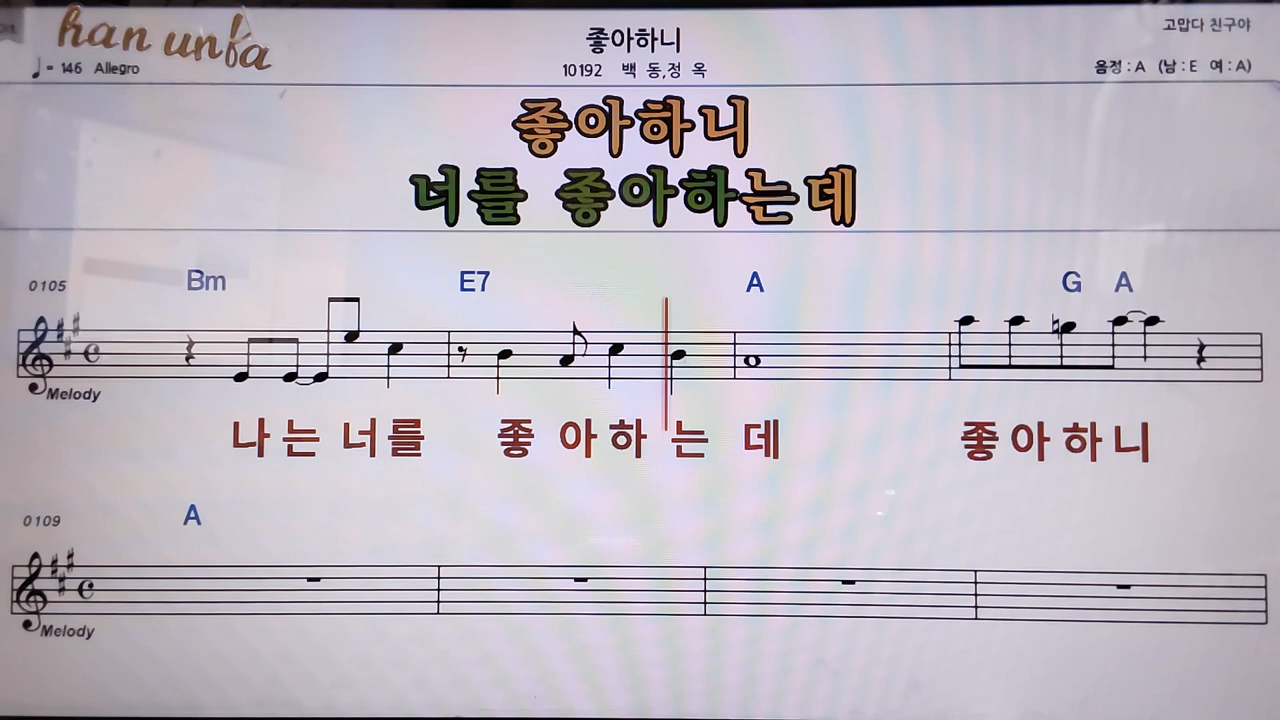 han unfa
좋아하니
고맙다 친구야
♩= 146 Allegro
10192 백 동,정 옥
음정 : A (남 : E 여 : A)
좋아하니
너를 좋아하는데
0105 Bm E7 A G A
Melody
나는 너를 좋아하는데 좋아하니
0109 A
Melody